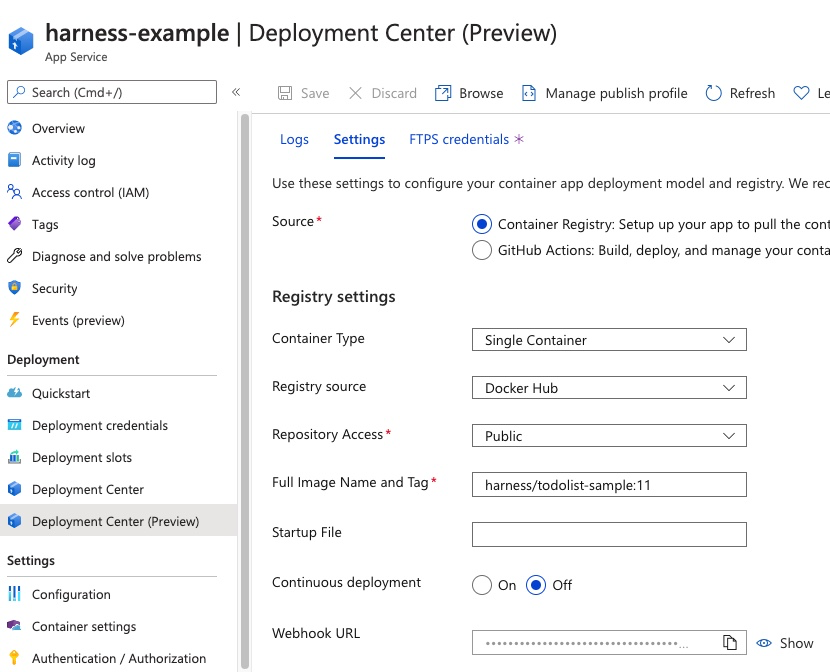 harness-example | Deployment Center (Preview)
App Service
Search (Cmd+/)
«
Save
Discard
Browse
Manage publish profile
Refresh
Le
Overview
Activity log
Access control (IAM)
Tags
Diagnose and solve problems
Security
Events (preview)
Deployment
Quickstart
Deployment credentials
Deployment slots
Deployment Center
Deployment Center (Preview)
Settings
Configuration
Container settings
Authentication / Authorization
Logs
Settings
FTPS credentials *
Use these settings to configure your container app deployment model and registry. We rec
Source*
Container Registry: Setup up your app to pull the cont
GitHub Actions: Build, deploy, and manage your conta
Registry settings
Container Type
Single Container
Registry source
Docker Hub
Repository Access*
Public
Full Image Name and Tag*
harness/todolist-sample:11
Startup File
Continuous deployment
On
Off
Webhook URL
Show